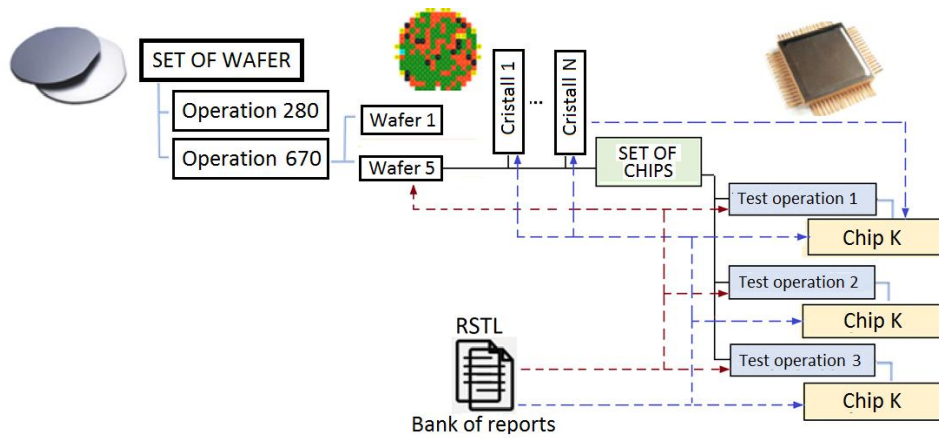 SET OF WAFER
Operation 280
Operation 670
Wafer 1
Wafer 5
Cristall 1
...
Cristall N
SET OF
CHIPS
Test operation 1
Chip K
Test operation 2
Chip K
Test operation 3
Chip K
RSTL
Bank of reports